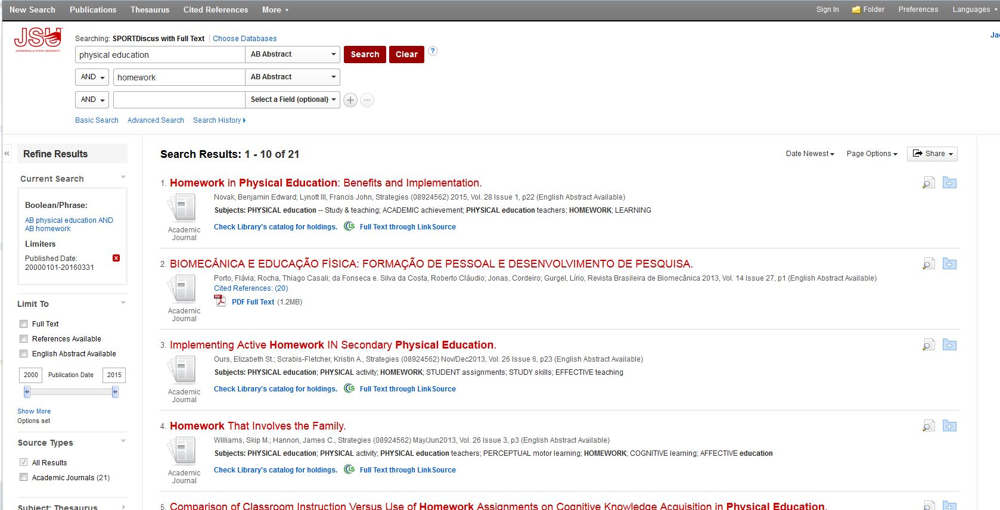 New Search Publications Thesaurus Cited References More Sign In Folder Preferences Languages
JSU
JACKSONVILLE STATE UNIVERSITY
Searching: SPORTDiscus with Full Text Choose Databases
physical education AB Abstract Search Clear ?
AND homework AB Abstract
AND Select a Field (optional)
Basic Search Advanced Search Search History
Refine Results
Current Search
Boolean/Phrase:
AB physical education AND
AB homework
Limiters
Published Date:
20000101-20160331
Limit To
Full Text
References Available
English Abstract Available
2000 Publication Date 2015
Show More
Options set
Source Types
All Results
Academic Journals (21)
Subject: Thesaurus
Search Results: 1 - 10 of 21 Date Newest Page Options Share
1. Homework in Physical Education: Benefits and Implementation.
Novak, Benjamin Edward; Lynott III, Francis John, Strategies (08924562) 2015, Vol. 28 Issue 1, p22 (English Abstract Available)
Subjects: PHYSICAL education -- Study & teaching; ACADEMIC achievement; PHYSICAL education teachers; HOMEWORK; LEARNING
Check Library's catalog for holdings. Full Text through LinkSource
Academic
Journal
2. BIOMECÂNICA E EDUCAÇÃO FÍSICA: FORMAÇÃO DE PESSOAL E DESENVOLVIMENTO DE PESQUISA.
Porto, Flávia; Rocha, Thiago Casali; da Fonseca e. Silva da Costa, Roberto Cláudio; Jonas, Cordeiro; Gurgel, Lírio, Revista Brasileira de Biomecânica 2013, Vol. 14 Issue 27, p1 (English Abstract Available)
Cited References: (20)
PDF Full Text (1.2MB)
Academic
Journal
3. Implementing Active Homework IN Secondary Physical Education.
Ours, Elizabeth St.; Scrabis-Fletcher, Kristin A., Strategies (08924562) Nov/Dec2013, Vol. 26 Issue 6, p23 (English Abstract Available)
Subjects: PHYSICAL education; PHYSICAL activity; HOMEWORK; STUDENT assignments; STUDY skills; EFFECTIVE teaching
Check Library's catalog for holdings. Full Text through LinkSource
Academic
Journal
4. Homework That Involves the Family.
Williams, Skip M.; Hannon, James C., Strategies (08924562) May/Jun2013, Vol. 26 Issue 3, p3 (English Abstract Available)
Subjects: PHYSICAL education; PHYSICAL activity; PHYSICAL education teachers; PERCEPTUAL motor learning; HOMEWORK; COGNITIVE learning; AFFECTIVE education
Check Library's catalog for holdings. Full Text through LinkSource
Academic
Journal
5. Comparison of Classroom Instruction Versus Use of Homework Assignments on Cognitive Knowledge Acquisition in Physical Education.